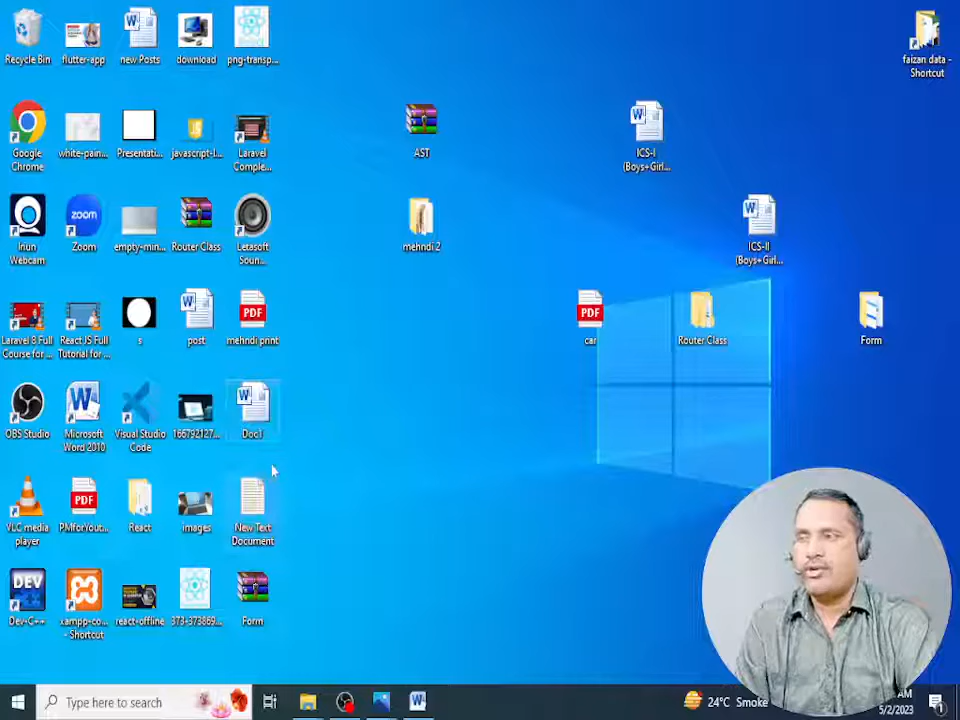 Recycle Bin
flutter-app
new Posts
download
png-transp...
faizan data -
Shortcut
Google
Chrome
white-pain...
Presentati...
javascript-l...
Laravel
Comple...
AST
ICS-I
(Boys+Girl...
Iriun
Webcam
zoom
Zoom
empty-min...
Router Class
Letasoft
Soun...
mehndi 2
ICS-II
(Boys+Girl...
Laravel 8 Full
Course for ...
React JS Full
Tutorial for ...
s
post
PDF
mehndi print
PDF
car
Router Class
Form
OBS Studio
Microsoft
Word 2010
Visual Studio
Code
166792127...
Doc1
VLC media
player
PDF
PMforYout...
React
images
New Text
Document
DEV
Dev-C++
xampp-co...
- Shortcut
react-offline
373-373869...
Form
Type here to search
24°C Smoke
AM
5/2/2023